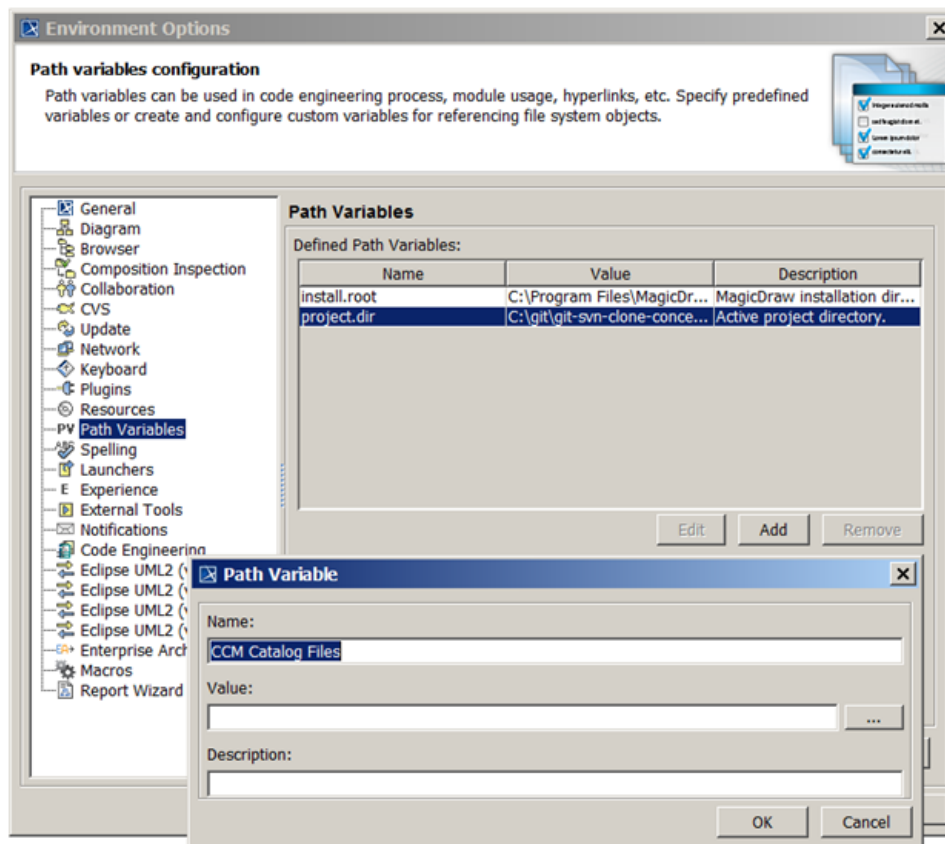 Environment Options
Path variables configuration
Path variables can be used in code engineering process, module usage, hyperlinks, etc. Specify predefined
variables or create and configure custom variables for referencing file system objects.
General
Diagram
Browser
Composition Inspection
Collaboration
CVS
Update
Network
Keyboard
Plugins
Resources
PV Path Variables
Spelling
Launchers
E Experience
External Tools
Notifications
Code Engineering
Eclipse UML2 (
Eclipse UML2 (
Eclipse UML2 (
Eclipse UML2 (
Enterprise Arch
Macros
Report Wizard
Path Variables
Defined Path Variables:
Name Value Description
install.root C:\Program Files\MagicDr... MagicDraw installation dir...
project.dir C:\git\git-svn-clone-conce... Active project directory.
Edit Add Remove
Path Variable
Name:
CCM Catalog Files
Value:
...
Description:
OK Cancel